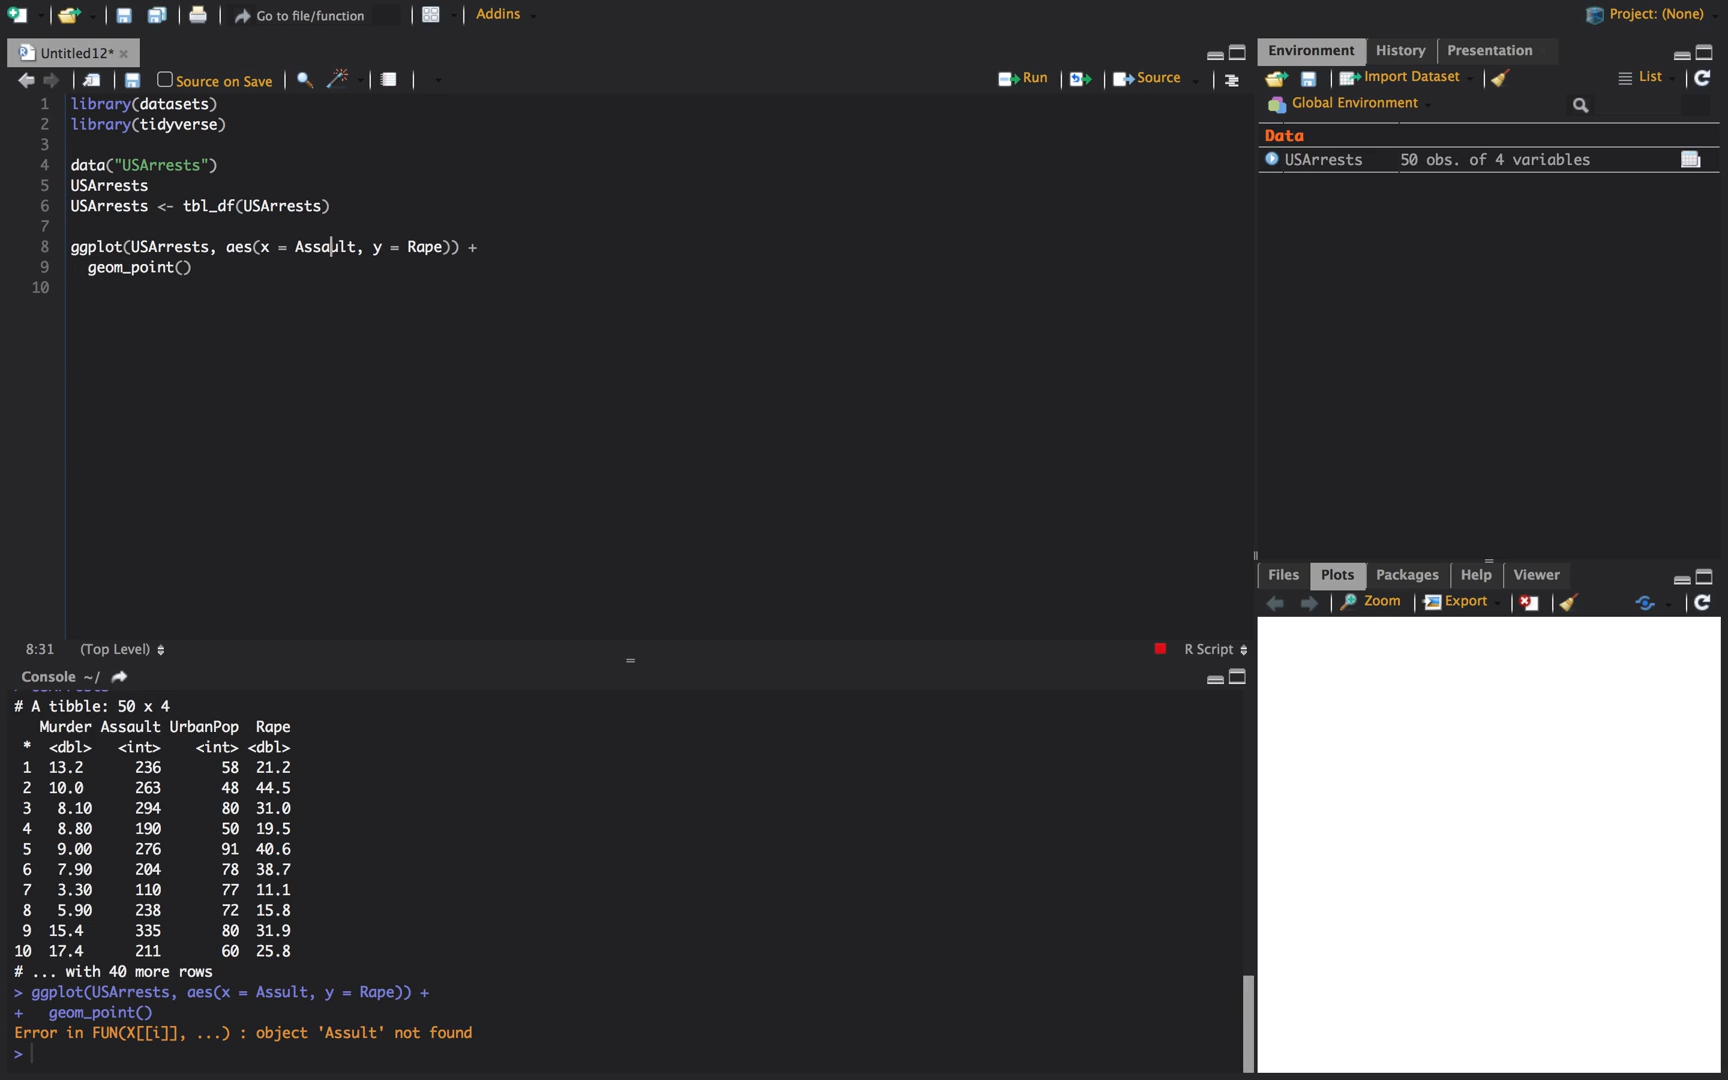 Go to file/function Addins Project: (None)
Untitled12*
Source on Save Run Source
1 library(datasets)
2 library(tidyverse)
3
4 data("USArrests")
5 USArrests
6 USArrests <- tbl_df(USArrests)
7
8 ggplot(USArrests, aes(x = Assault, y = Rape)) +
9 geom_point()
10
8:31 (Top Level) R Script
Console ~/
# A tibble: 50 x 4
Murder Assault UrbanPop Rape
* <dbl> <int> <int> <dbl>
1 13.2 236 58 21.2
2 10.0 263 48 44.5
3 8.10 294 80 31.0
4 8.80 190 50 19.5
5 9.00 276 91 40.6
6 7.90 204 78 38.7
7 3.30 110 77 11.1
8 5.90 238 72 15.8
9 15.4 335 80 31.9
10 17.4 211 60 25.8
# ... with 40 more rows
> ggplot(USArrests, aes(x = Assult, y = Rape)) +
+ geom_point()
Error in FUN(X[[i]], ...) : object 'Assult' not found
>
Environment History Presentation
Import Dataset List
Global Environment
Data
USArrests 50 obs. of 4 variables
Files Plots Packages Help Viewer
Zoom Export